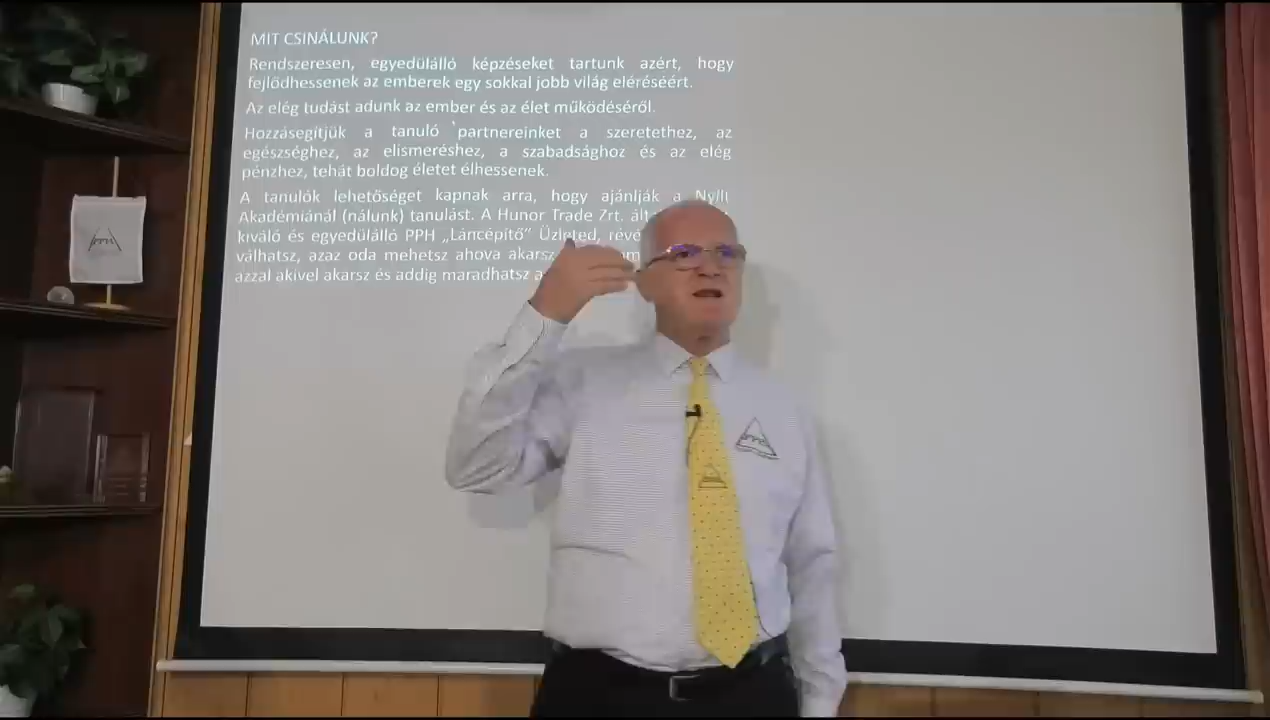 MIT CSINÁLUNK?
Rendszeresen, egyedülálló képzéseket tartunk azért, hogy
fejlődhessenek az emberek egy sokkal jobb világ eléréséért.
Az elég tudást adunk az ember és az élet működéséről.
Hozzásegítjük a tanuló partnereinket a szeretethez, az
egészséghez, az elismeréshez, a szabadsághoz és az elég
pénzhez, tehát boldog életet élhessenek.
A tanulók lehetőséget kapnak arra, hogy ajánlják a Nyílt
Akadémiánál (nálunk) tanulást. A Hunor Trade Zrt.
kiváló és egyedülálló PPH „Láncépítő” Üzleted,
válhatsz, azaz oda mehetsz ahova akarsz
azzal akivel akarsz és addig maradhatsz